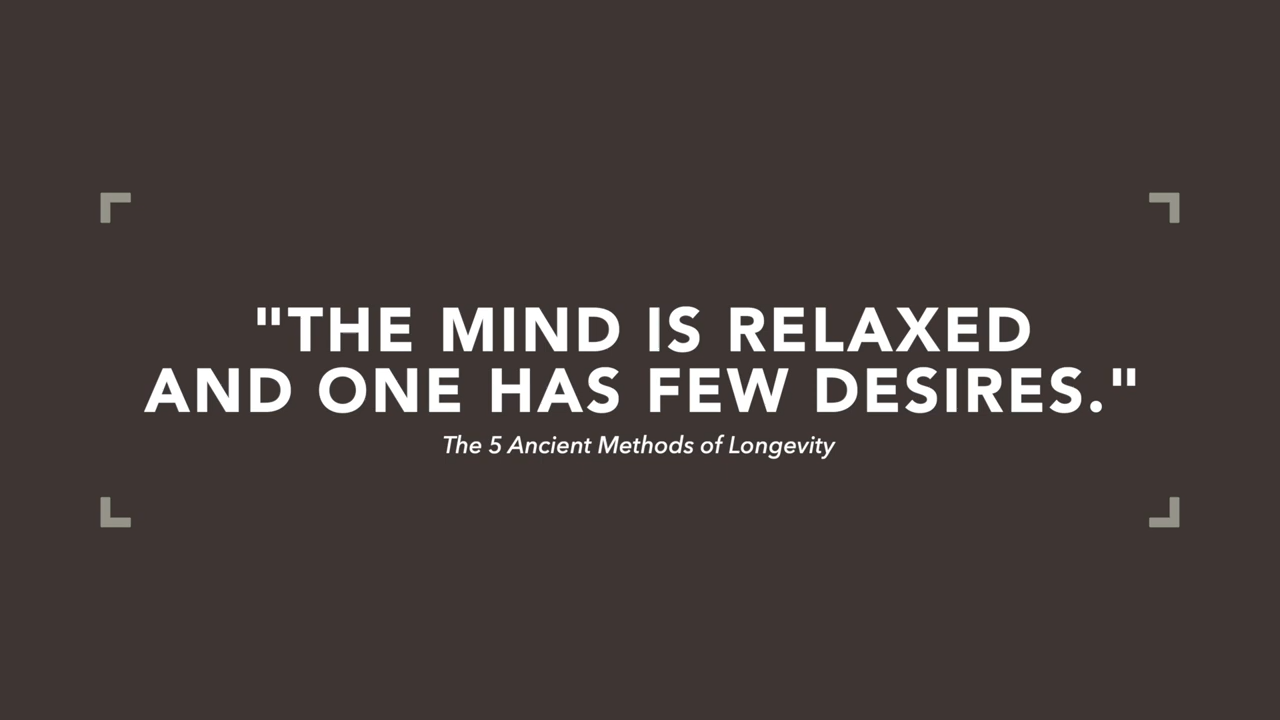 "THE MIND IS RELAXED
AND ONE HAS FEW DESIRES."
The 5 Ancient Methods of Longevity